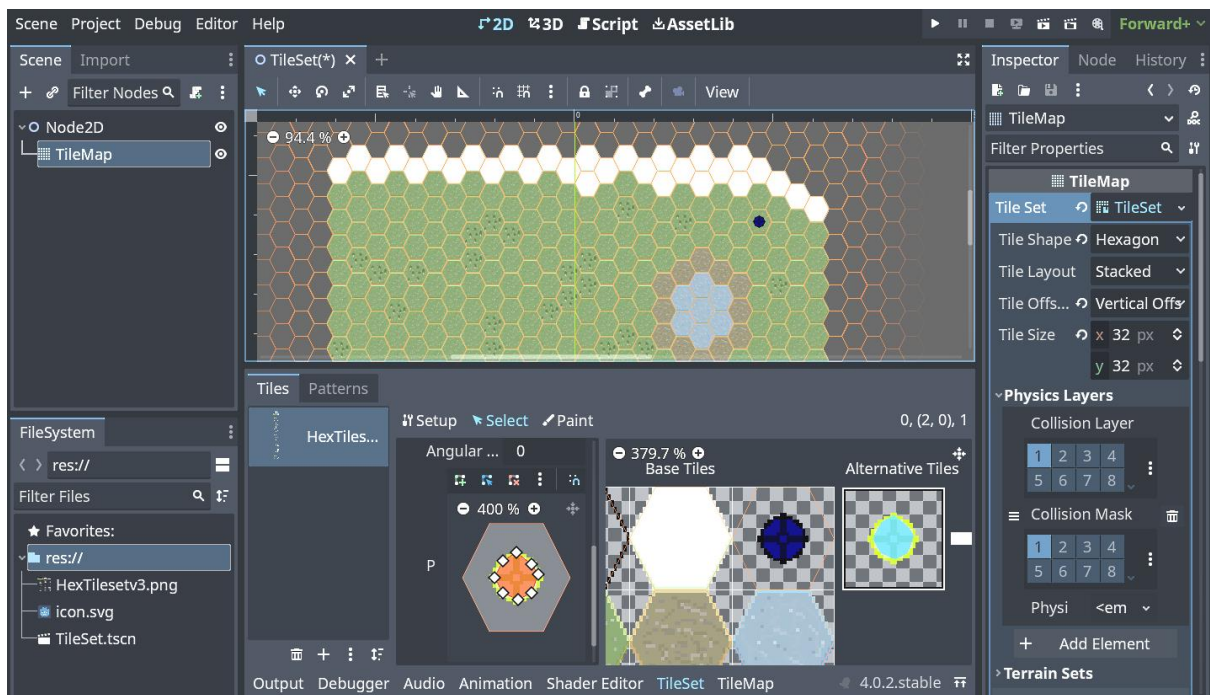 Scene Project Debug Editor Help
2D 3D Script AssetLib
Forward+
Scene Import
Filter Nodes
Node2D
TileMap
FileSystem
res://
Filter Files
Favorites:
res://
HexTilesetv3.png
icon.svg
TileSet.tscn
TileSet(*)
View
0
94.4 %
Tiles Patterns
HexTiles...
Setup Select Paint
0, (2, 0), 1
Angular ... 0
400 %
P
379.7 %
Base Tiles
Alternative Tiles
Output Debugger Audio Animation Shader Editor TileSet TileMap
4.0.2.stable
Inspector Node History
TileMap
Filter Properties
TileMap
Tile Set TileSet
Tile Shape Hexagon
Tile Layout Stacked
Tile Offs... Vertical Offs
Tile Size x 32 px
y 32 px
Physics Layers
Collision Layer
1 2 3 4
5 6 7 8
Collision Mask
1 2 3 4
5 6 7 8
Physi <em
+ Add Element
Terrain Sets